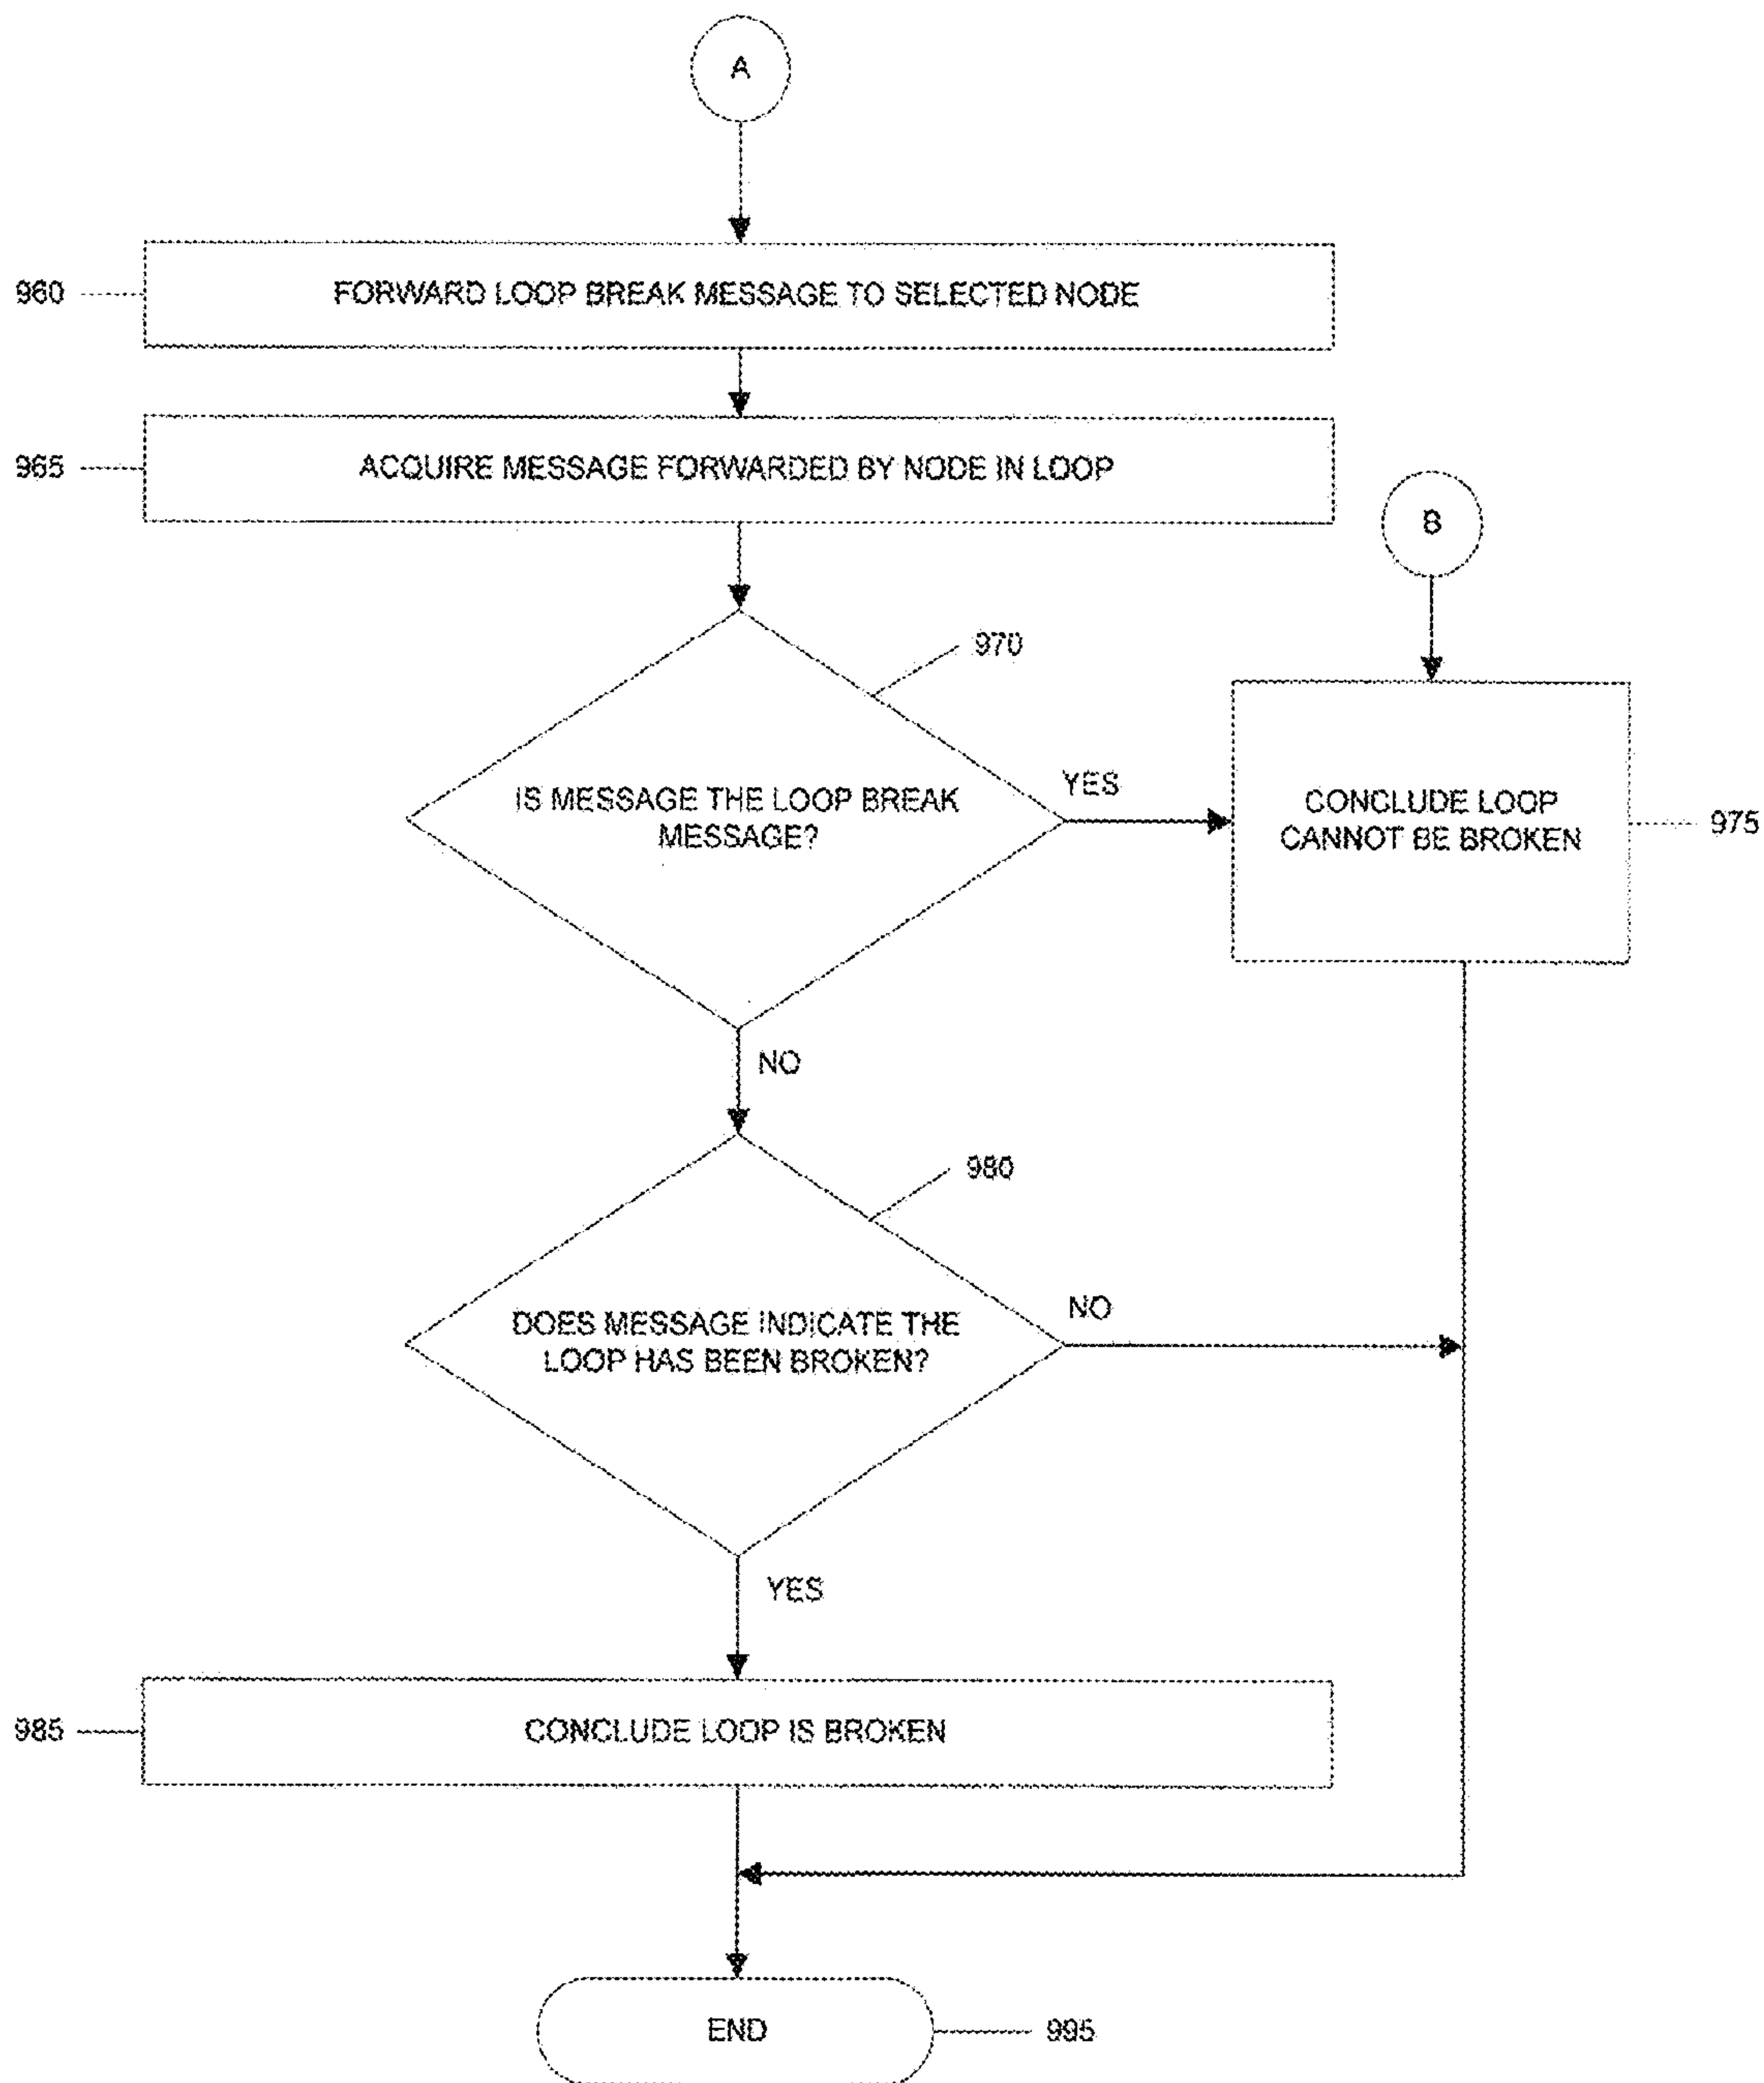 A
960
FORWARD LOOP BREAK MESSAGE TO SELECTED NODE
965
ACQUIRE MESSAGE FORWARDED BY NODE IN LOOP
B
970
IS MESSAGE THE LOOP BREAK
MESSAGE?
YES
CONCLUDE LOOP
CANNOT BE BROKEN
975
NO
980
DOES MESSAGE INDICATE THE
LOOP HAS BEEN BROKEN?
NO
YES
985
CONCLUDE LOOP IS BROKEN
END
995